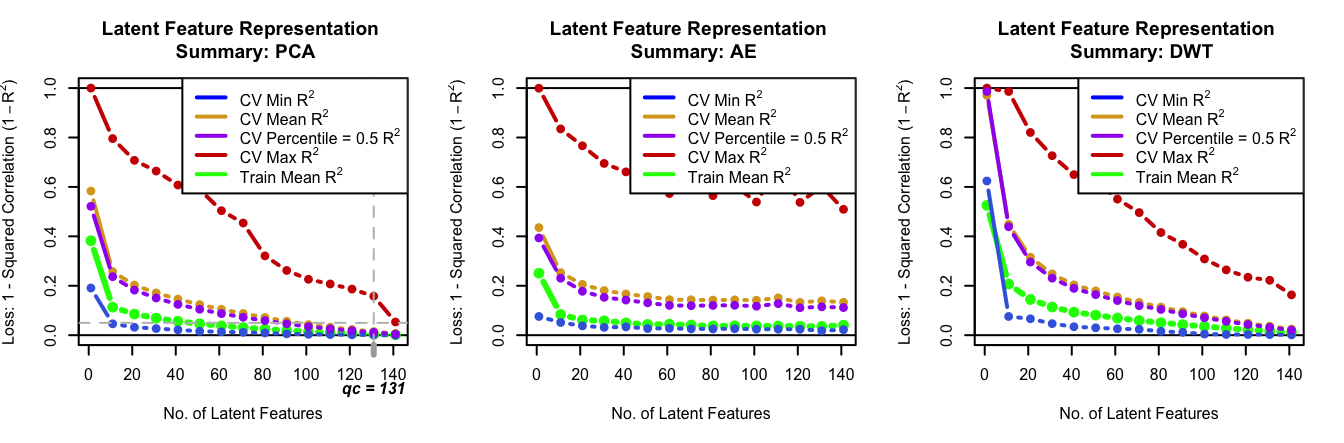 Latent Feature Representation
Summary: PCA
Loss: 1 - Squared Correlation (1 − R²)
1.0
0.8
0.6
0.4
0.2
0.0
CV Min R²
CV Mean R²
CV Percentile = 0.5 R²
CV Max R²
Train Mean R²
0 20 40 60 80 100 120 140
qc = 131
No. of Latent Features
Latent Feature Representation
Summary: AE
Loss: 1 - Squared Correlation (1 − R²)
1.0
0.8
0.6
0.4
0.2
0.0
CV Min R²
CV Mean R²
CV Percentile = 0.5 R²
CV Max R²
Train Mean R²
0 20 40 60 80 100 120 140
No. of Latent Features
Latent Feature Representation
Summary: DWT
Loss: 1 - Squared Correlation (1 − R²)
1.0
0.8
0.6
0.4
0.2
0.0
CV Min R²
CV Mean R²
CV Percentile = 0.5 R²
CV Max R²
Train Mean R²
0 20 40 60 80 100 120 140
No. of Latent Features